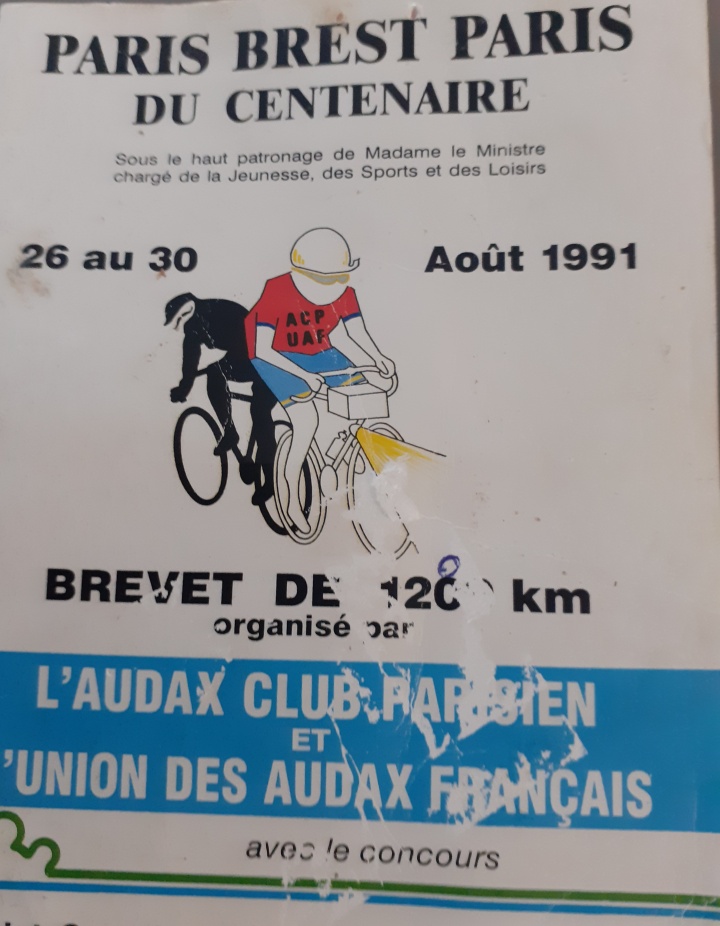 PARIS BREST PARIS
DU CENTENAIRE
Sous le haut patronage de Madame le Ministre
chargé de la Jeunesse, des Sports et des Loisirs
26 au 30 Août 1991
ACP
UAF
BREVET DE km
organisé par
L'AUDAX CLUB PARISIEN
ET
'UNION DES AUDAX FRANÇAIS
avec le concours